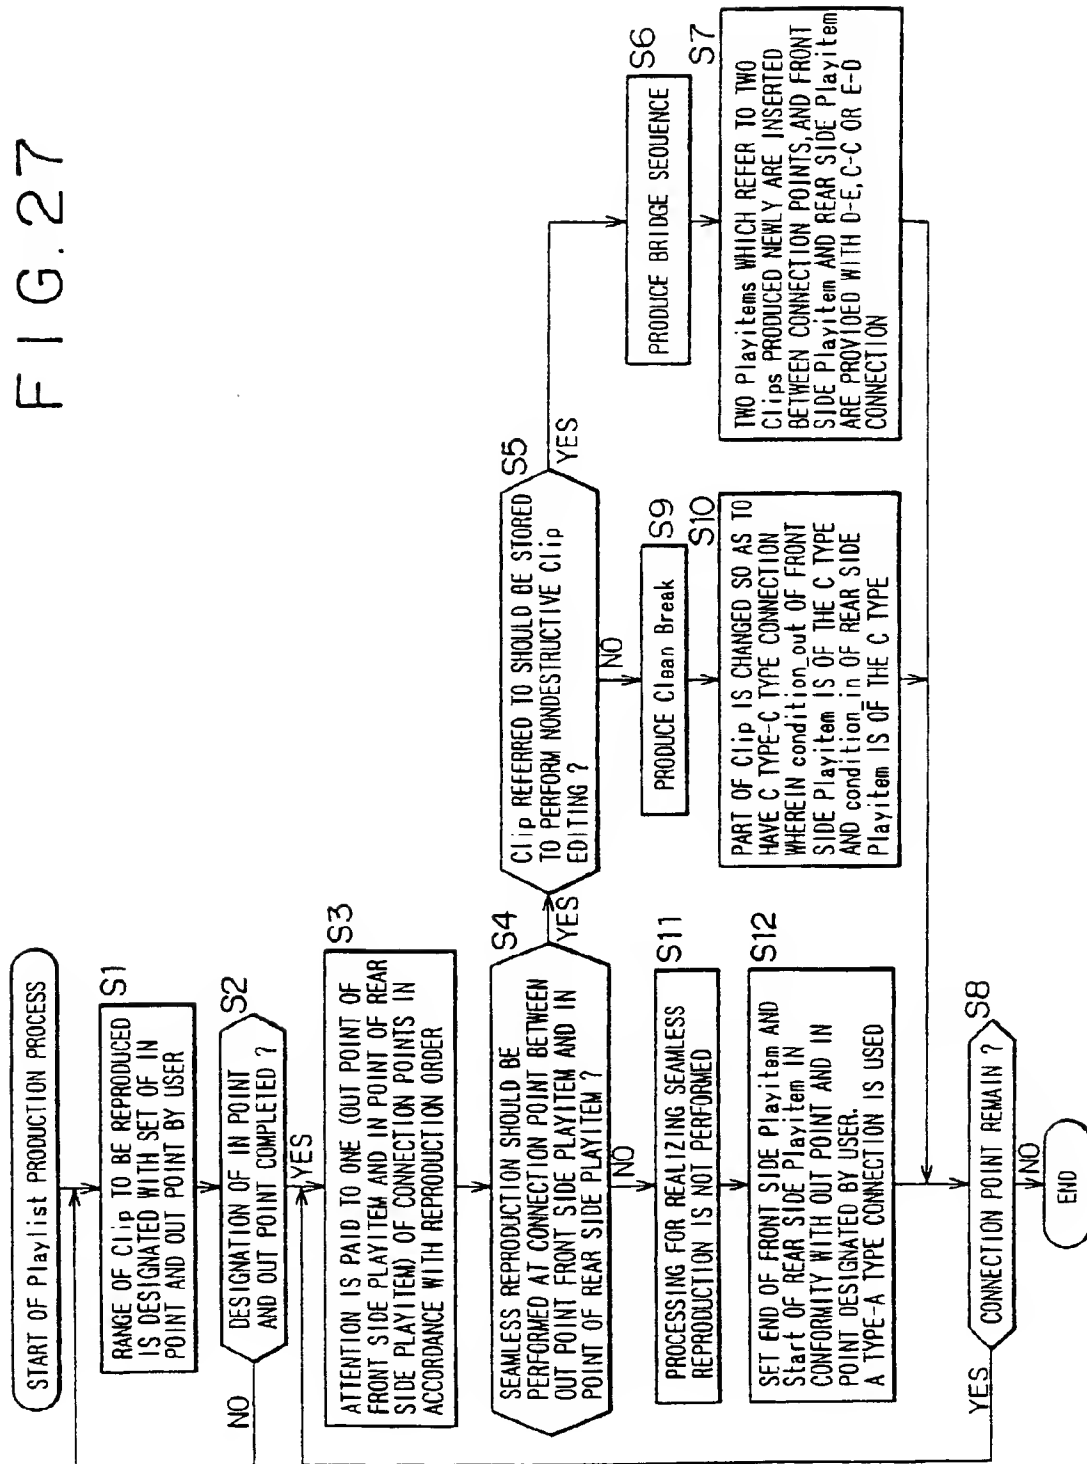 FIG.27
START OF Playlist PRODUCTION PROCESS
S1
RANGE OF Clip TO BE REPRODUCED
IS DESIGNATED WITH SET OF IN
POINT AND OUT POINT BY USER
S2
DESIGNATION OF IN POINT
AND OUT POINT COMPLETED ?
NO
YES
S3
ATTENTION IS PAID TO ONE (OUT POINT OF
FRONT SIDE PLAYITEM AND IN POINT OF REAR
SIDE PLAYITEM) OF CONNECTION POINTS IN
ACCORDANCE WITH REPRODUCTION ORDER
S4
SEAMLESS REPRODUCTION SHOULD BE
PERFORMED AT CONNECTION POINT BETWEEN
OUT POINT FRONT SIDE PLAYITEM AND IN
POINT OF REAR SIDE PLAYITEM ?
YES
NO
S5
Clip REFERRED TO SHOULD BE STORED
TO PERFORM NONDESTRUCTIVE Clip
EDITING ?
YES
NO
S6
PRODUCE BRIDGE SEQUENCE
S7
TWO Playitems WHICH REFER TO TWO
Clips PRODUCED NEWLY ARE INSERTED
BETWEEN CONNECTION POINTS, AND FRONT
SIDE Playitem AND REAR SIDE Playitem
ARE PROVIDED WITH D-E, C-C OR E-D
CONNECTION
S9
PRODUCE Clean Break
S10
PART OF Clip IS CHANGED SO AS TO
HAVE C TYPE-C TYPE CONNECTION
WHEREIN condition_out OF FRONT
SIDE Playitem IS OF THE C TYPE
AND condition_in OF REAR SIDE
Playitem IS OF THE C TYPE
S11
PROCESSING FOR REALIZING SEAMLESS
REPRODUCTION IS NOT PERFORMED
S12
SET END OF FRONT SIDE Playitem AND
Start OF REAR SIDE Playitem IN
CONFORMITY WITH OUT POINT AND IN
POINT DESIGNATED BY USER.
A TYPE-A TYPE CONNECTION IS USED
S8
CONNECTION POINT REMAIN ?
YES
NO
END